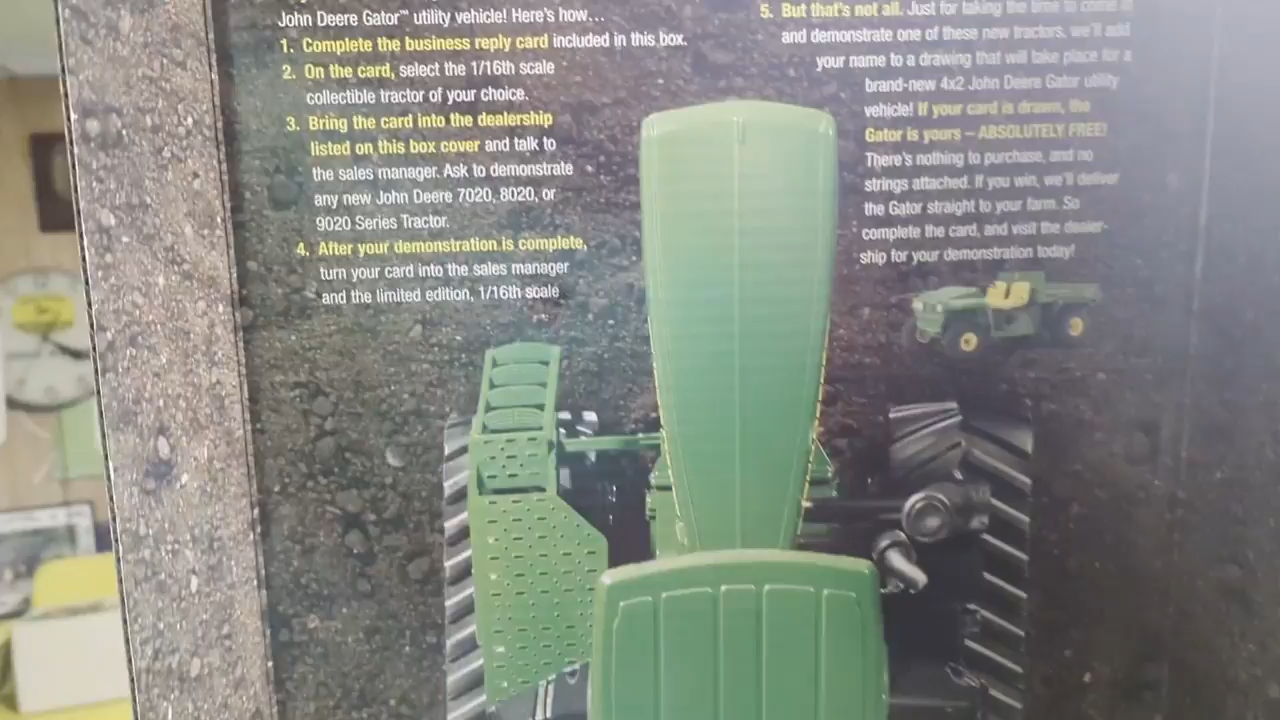 John Deere Gator™ utility vehicle! Here's how…
1. Complete the business reply card included in this box.
2. On the card, select the 1/16th scale
collectible tractor of your choice.
3. Bring the card into the dealership
listed on this box cover and talk to
the sales manager. Ask to demonstrate
any new John Deere 7020, 8020, or
9020 Series Tractor.
4. After your demonstration is complete,
turn your card into the sales manager
and the limited edition, 1/16th scale
5. But that's not all. Just for taking the time to come in
and demonstrate one of these new tractors, we'll add
your name to a drawing that will take place for a
brand-new 4x2 John Deere Gator utility
vehicle! If your card is drawn, the
Gator is yours – ABSOLUTELY FREE!
There's nothing to purchase, and no
strings attached. If you win, we'll deliver
the Gator straight to your farm. So
complete the card, and visit the dealer-
ship for your demonstration today!